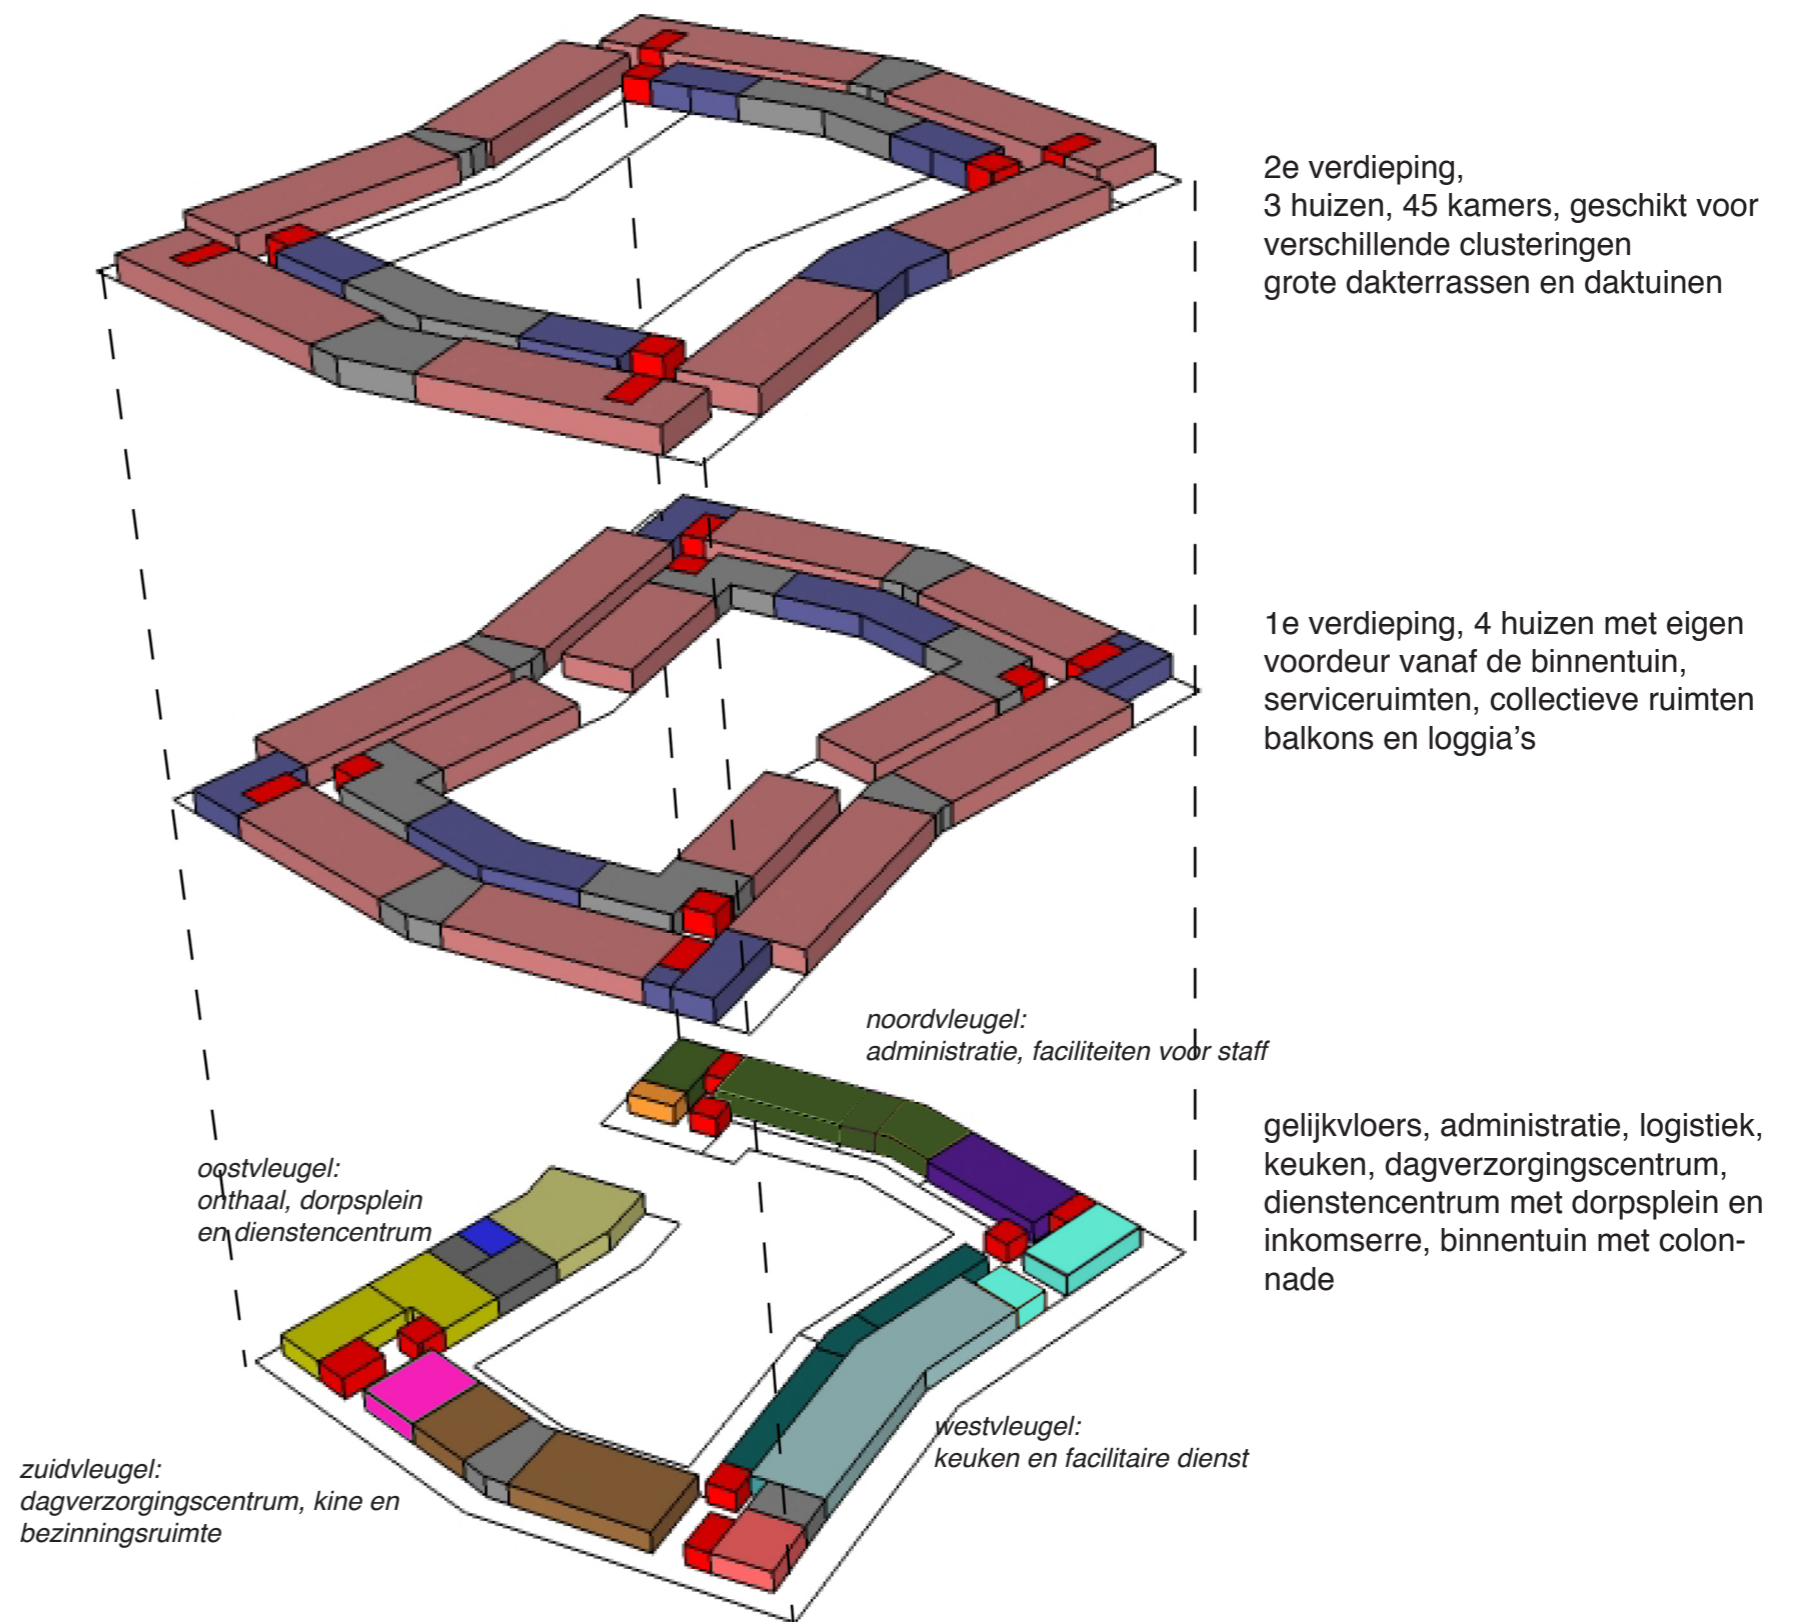 2e verdieping,
3 huizen, 45 kamers, geschikt voor
verschillende clusteringen
grote dakterrassen en daktuinen
1e verdieping, 4 huizen met eigen
voordeur vanaf de binnentuin,
serviceruimten, collectieve ruimten
balkons en loggia’s
noordvleugel:
administratie, faciliteiten voor staff
gelijkvloers, administratie, logistiek,
keuken, dagverzorgingscentrum,
dienstencentrum met dorpsplein en
inkomserre, binnentuin met colon-
nade
oostvleugel:
onthaal, dorpsplein
en dienstencentrum
westvleugel:
keuken en facilitaire dienst
zuidvleugel:
dagverzorgingscentrum, kine en
bezinningsruimte